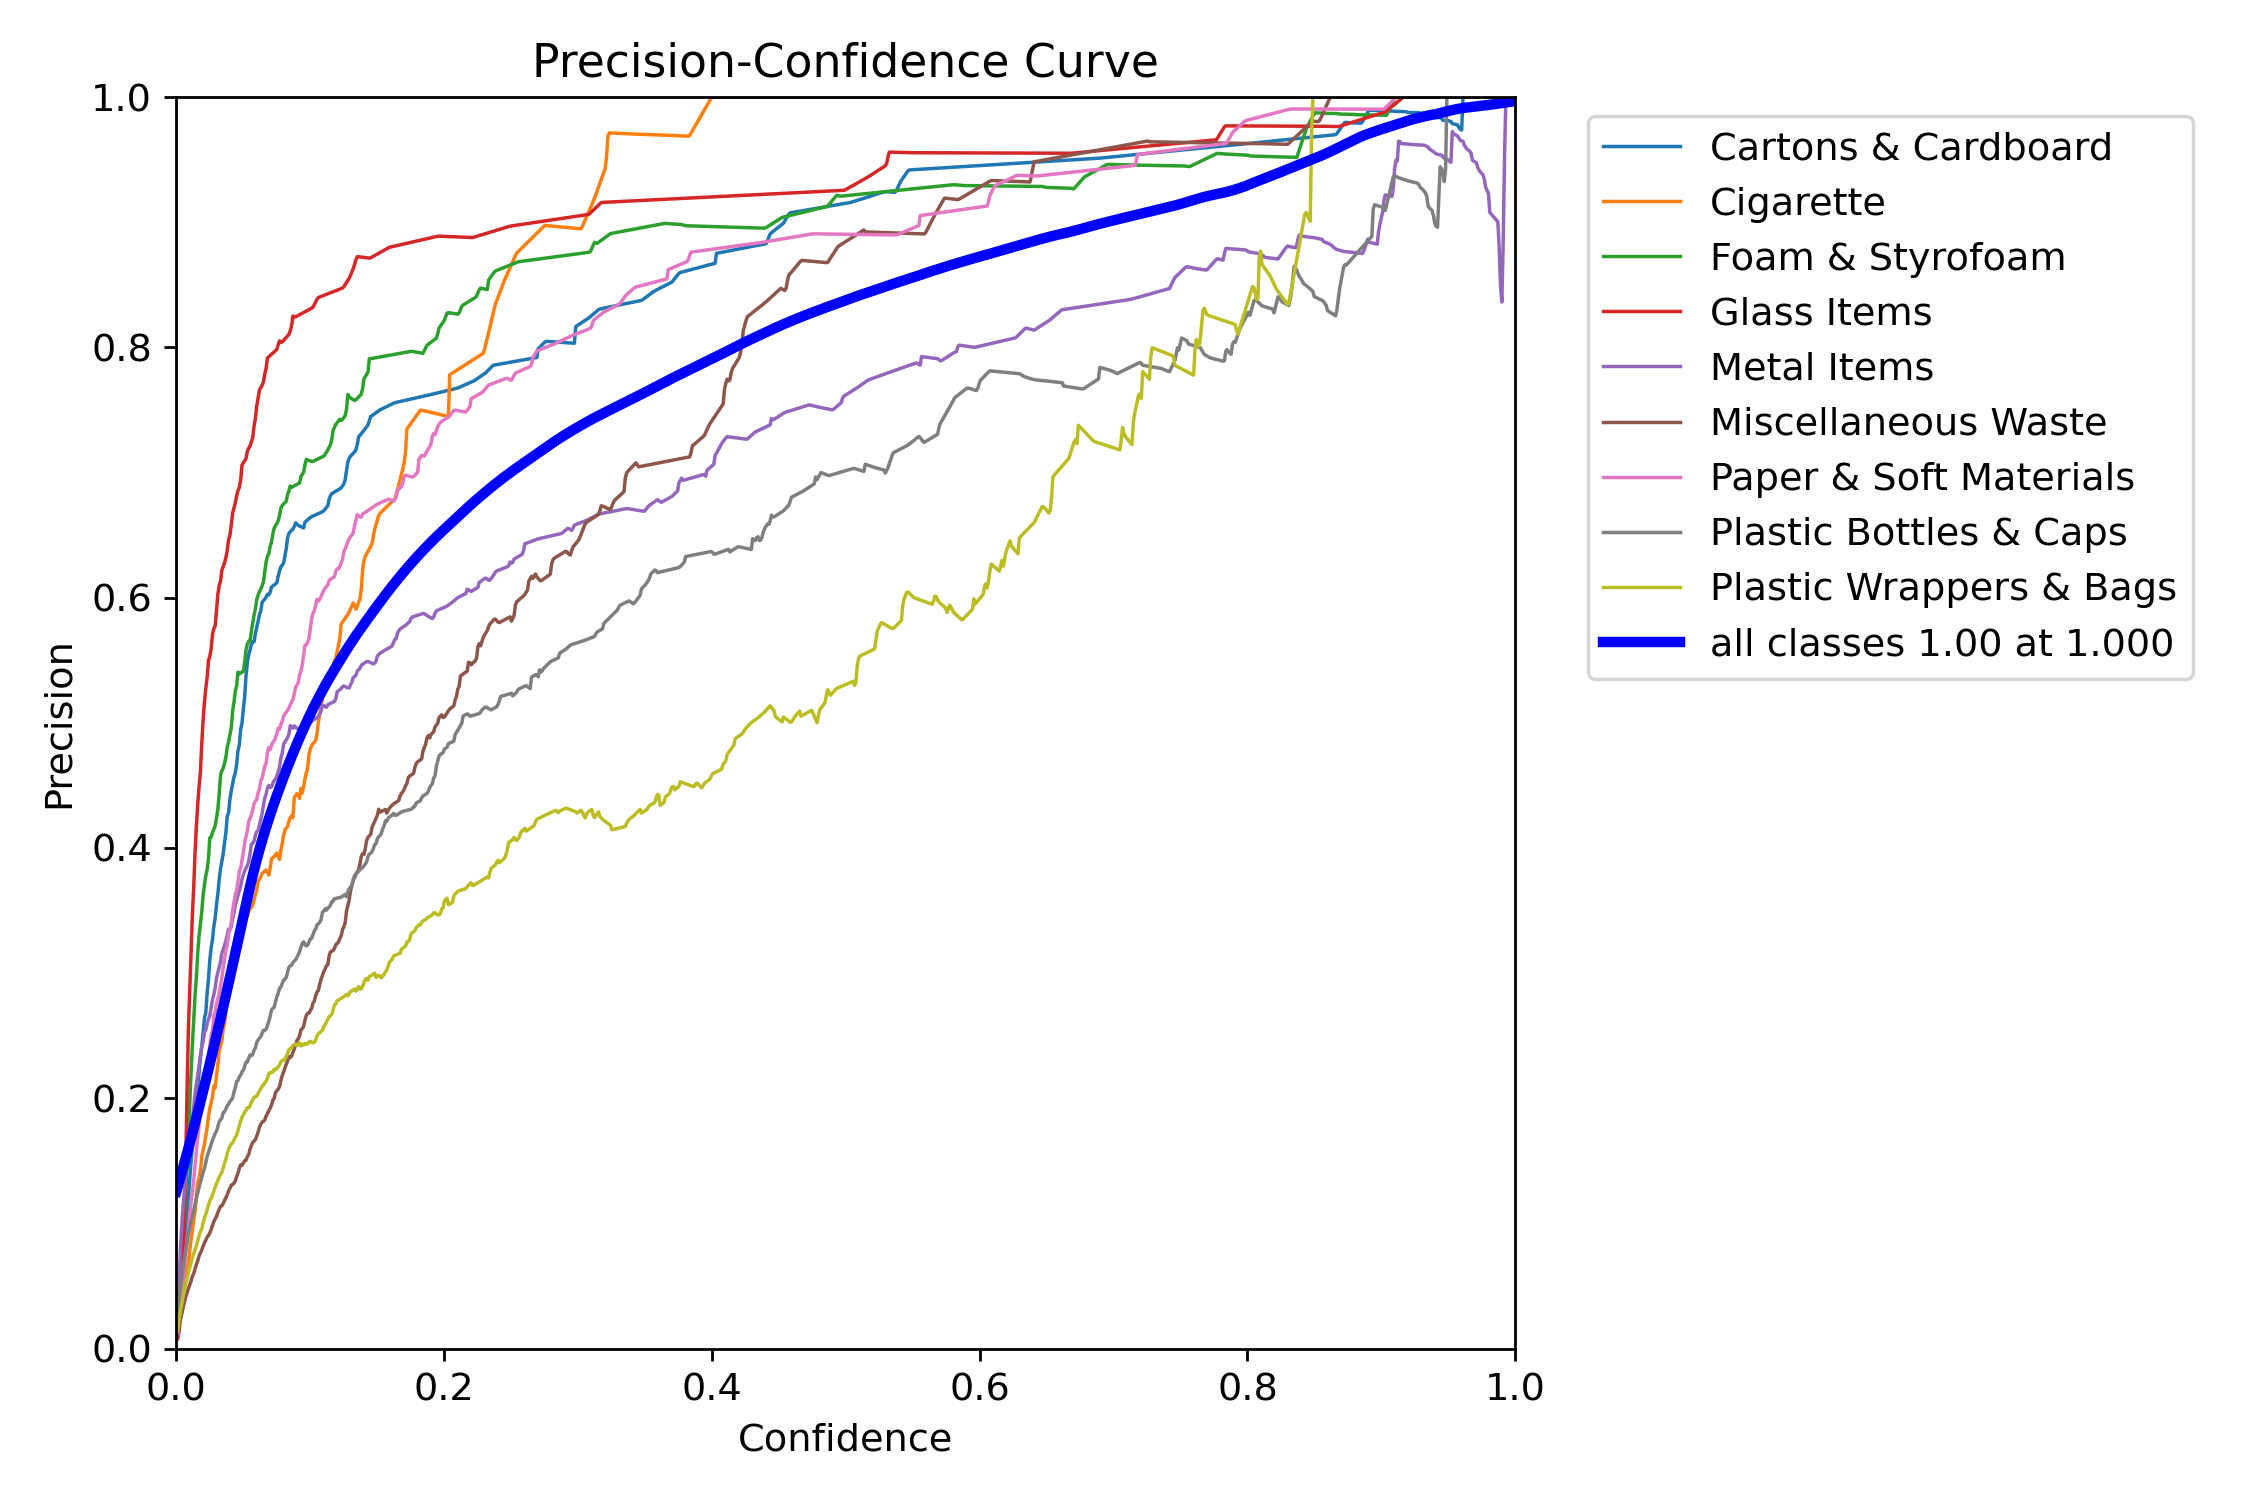 Precision-Confidence Curve
1.0
0.8
0.6
0.4
0.2
0.0
Precision
0.0 0.2 0.4 0.6 0.8 1.0
Confidence
Cartons & Cardboard
Cigarette
Foam & Styrofoam
Glass Items
Metal Items
Miscellaneous Waste
Paper & Soft Materials
Plastic Bottles & Caps
Plastic Wrappers & Bags
all classes 1.00 at 1.000